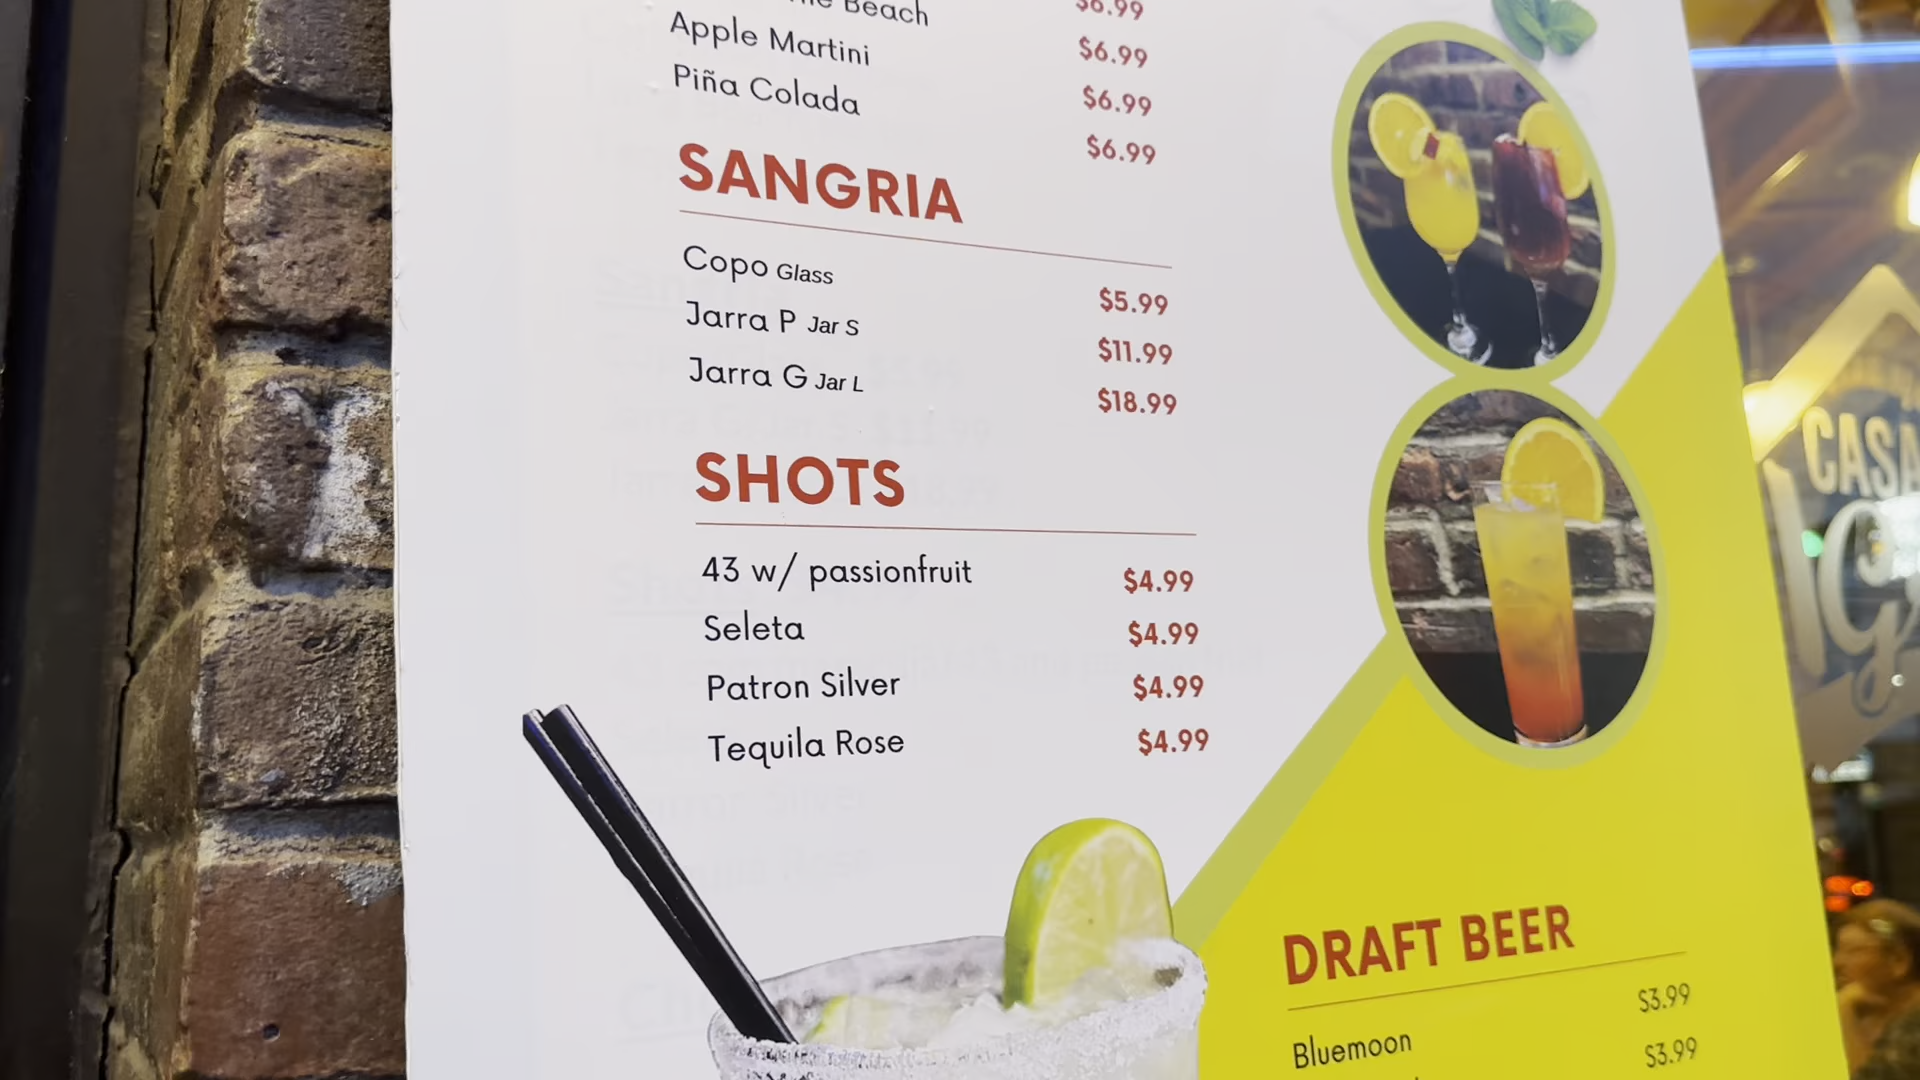 Beach $6.99
Apple Martini $6.99
Piña Colada $6.99
$6.99
SANGRIA
Copo Glass $5.99
Jarra P Jar S $11.99
Jarra G Jar L $18.99
SHOTS
43 w/ passionfruit $4.99
Seleta $4.99
Patron Silver $4.99
Tequila Rose $4.99
DRAFT BEER
$3.99
Bluemoon $3.99
CASA